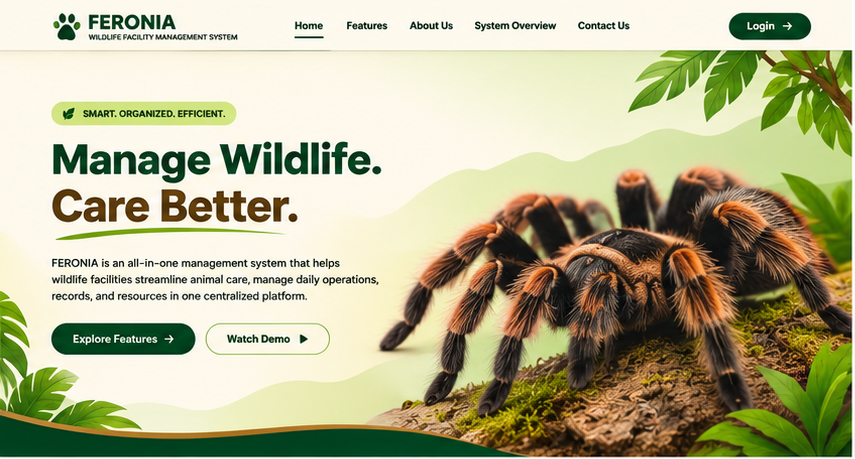 FERONIA
WILDLIFE FACILITY MANAGEMENT SYSTEM
Home
Features
About Us
System Overview
Contact Us
Login
SMART. ORGANIZED. EFFICIENT.
Manage Wildlife.
Care Better.
FERONIA is an all-in-one management system that helps
wildlife facilities streamline animal care, manage daily operations,
records, and resources in one centralized platform.
Explore Features
Watch Demo